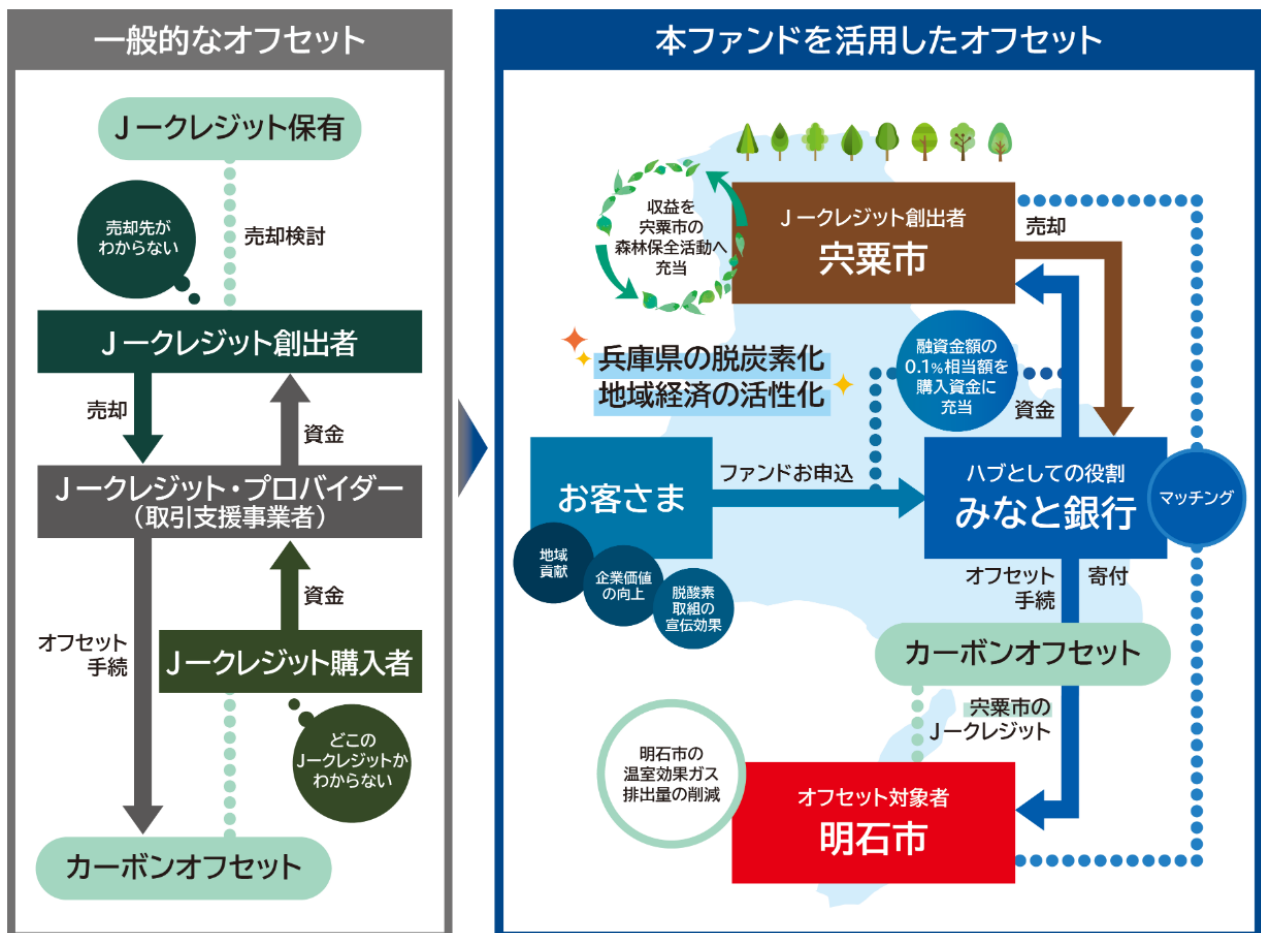 一般的なオフセット
Jークレジット保有
売却先が
わからない
売却検討
Jークレジット創出者
売却
資金
Jークレジット・プロバイダー
（取引支援事業者）
資金
オフセット
手続
Jークレジット購入者
どこの
Jークレジットか
わからない
カーボンオフセット
本ファンドを活用したオフセット
収益を
宍粟市の
森林保全活動へ
充当
Jークレジット創出者
宍粟市
売却
兵庫県の脱炭素化
地域経済の活性化
融資金額の
0.1%相当額を
購入資金に
充当
資金
お客さま
ファンドお申込
ハブとしての役割
みなと銀行
マッチング
地域
貢献
企業価値
の向上
脱酸素
取組の
宣伝効果
オフセット
手続
寄付
カーボンオフセット
宍粟市の
Jークレジット
明石市の
温室効果ガス
排出量の削減
オフセット対象者
明石市